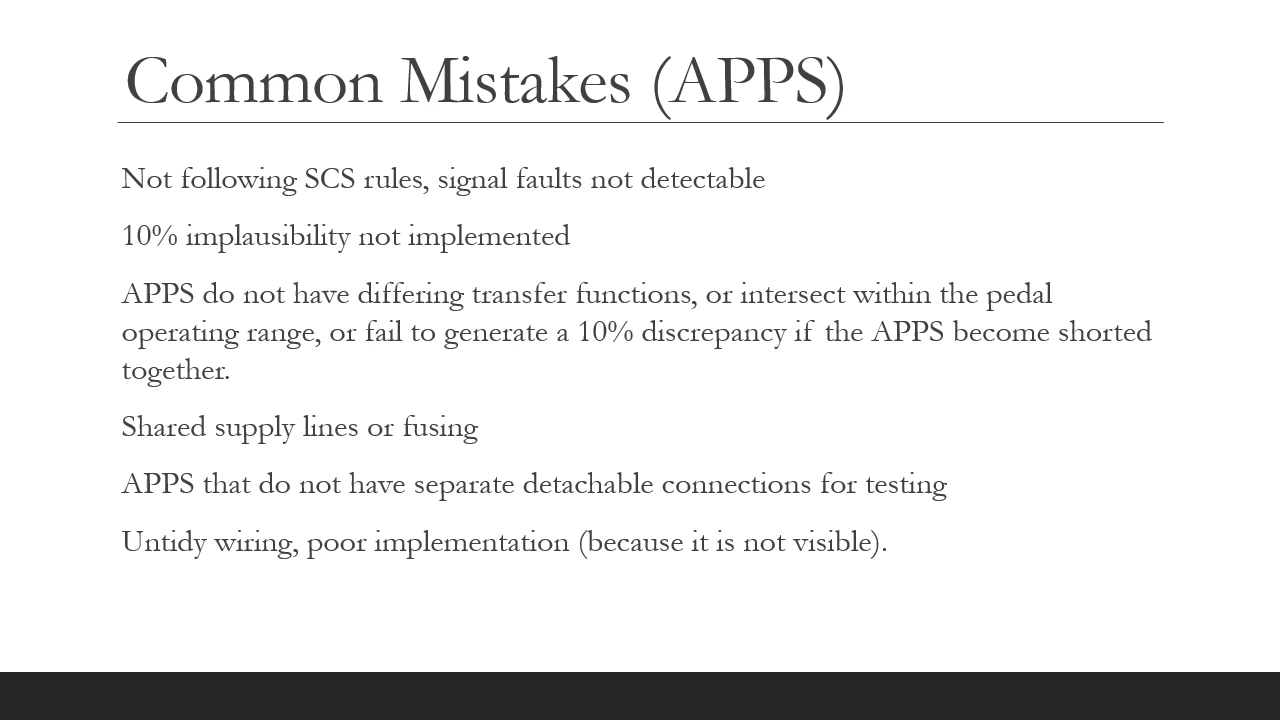 Common Mistakes (APPS)
Not following SCS rules, signal faults not detectable
10% implausibility not implemented
APPS do not have differing transfer functions, or intersect within the pedal
operating range, or fail to generate a 10% discrepancy if the APPS become shorted
together.
Shared supply lines or fusing
APPS that do not have separate detachable connections for testing
Untidy wiring, poor implementation (because it is not visible).